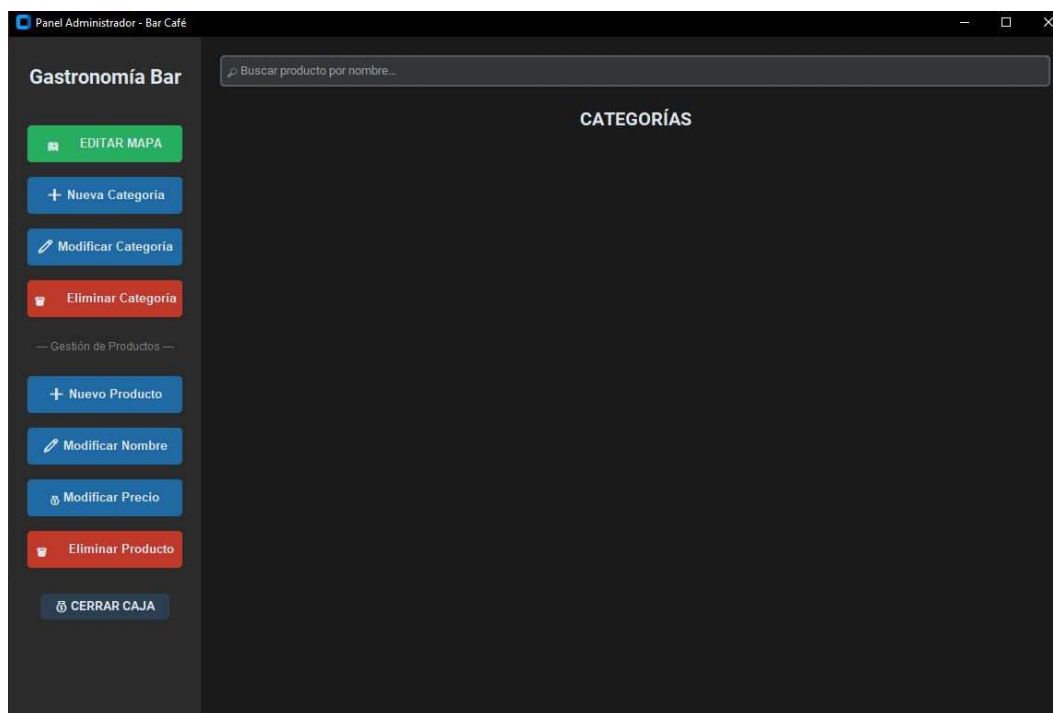 Panel Administrador - Bar Café
Gastronomía Bar
Buscar producto por nombre...
CATEGORÍAS
EDITAR MAPA
Nueva Categoría
Modificar Categoría
Eliminar Categoría
— Gestión de Productos —
Nuevo Producto
Modificar Nombre
Modificar Precio
Eliminar Producto
CERRAR CAJA